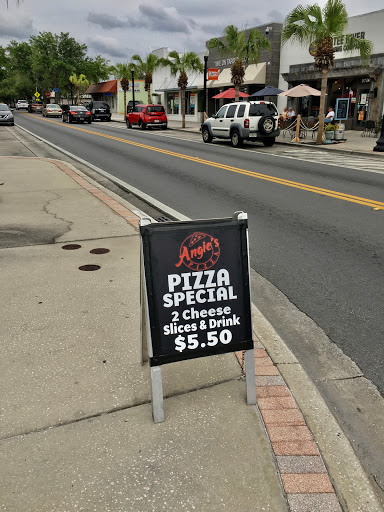 Angie's
PIZZA
SPECIAL
2 Cheese
Slices & Drink
$5.50